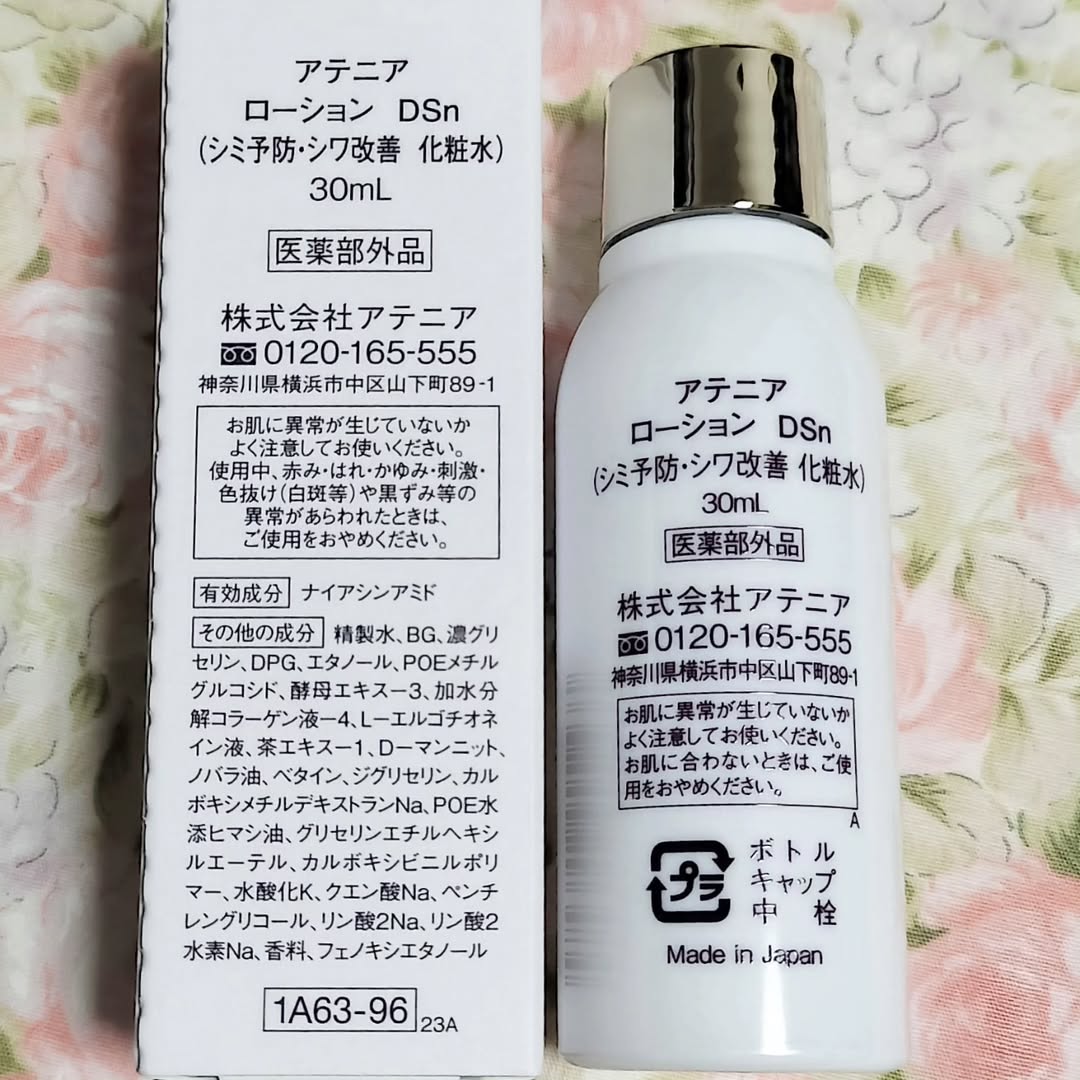 アテニア
ローション DSn
(シミ予防・シワ改善 化粧水)
30mL
医薬部外品
株式会社アテニア
0120-165-555
神奈川県横浜市中区山下町89-1
お肌に異常が生じていないか
よく注意してお使いください。
使用中、赤み・はれ・かゆみ・刺激・
色抜け(白斑等)や黒ずみ等の
異常があらわれたときは、
ご使用をおやめください。
有効成分 ナイアシンアミド
その他の成分 精製水、BG、濃グリ
セリン、DPG、エタノール、POEメチル
グルコシド、酵母エキス-3、加水分
解コラーゲン液-4、L-エルゴチオネ
イン液、茶エキス-1、D-マンニット、
ノバラ油、ベタイン、ジグリセリン、カル
ボキシメチルデキストランNa、POE水
添ヒマシ油、グリセリンエチルヘキシ
ルエーテル、カルボキシビニルポリ
マー、水酸化K、クエン酸Na、ペンチ
レングリコール、リン酸2Na、リン酸2
水素Na、香料、フェノキシエタノール
1A63-96 23A
アテニア
ローション DSn
(シミ予防・シワ改善 化粧水)
30mL
医薬部外品
株式会社アテニア
0120-165-555
神奈川県横浜市中区山下町89-1
お肌に異常が生じていないか
よく注意してお使いください。
お肌に合わないときは、ご使
用をおやめください。
A
プラ
ボトル
キャップ
中栓
Made in Japan